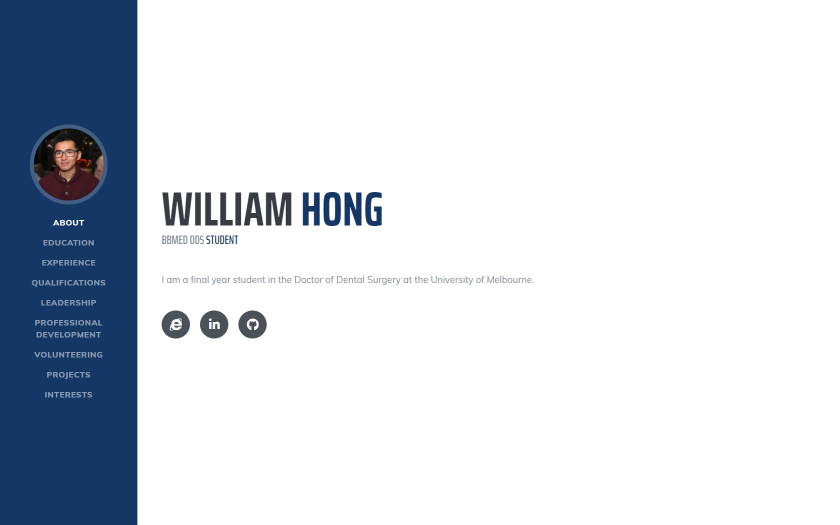 ABOUT
EDUCATION
EXPERIENCE
QUALIFICATIONS
LEADERSHIP
PROFESSIONAL
DEVELOPMENT
VOLUNTEERING
PROJECTS
INTERESTS
WILLIAM HONG
BBMED DDS STUDENT
I am a final year student in the Doctor of Dental Surgery at the University of Melbourne.
in